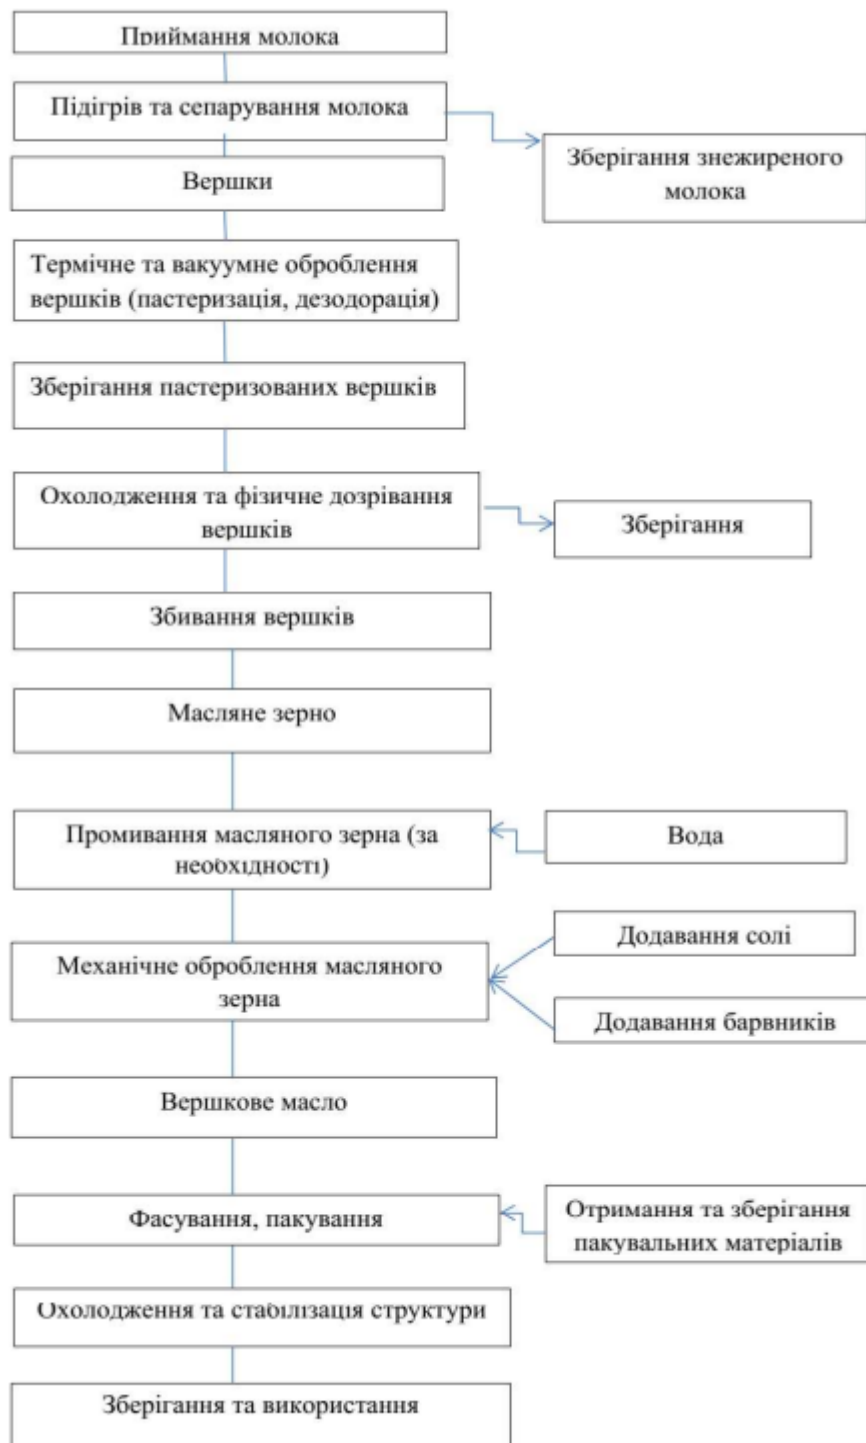 Приймання молока
Підігрів та сепарування молока
Зберігання знежиреного
молока
Вершки
Термічне та вакуумне оброблення
вершків (пастеризація, дезодорація)
Зберігання пастеризованих вершків
Охолодження та фізичне дозрівання
вершків
Зберігання
Збивання вершків
Масляне зерно
Промивання масляного зерна (за
необхідності)
Вода
Додавання солі
Механічне оброблення масляного
зерна
Додавання барвників
Вершкове масло
Фасування, пакування
Отримання та зберігання
пакувальних матеріалів
Охолодження та стабілізація структури
Зберігання та використання